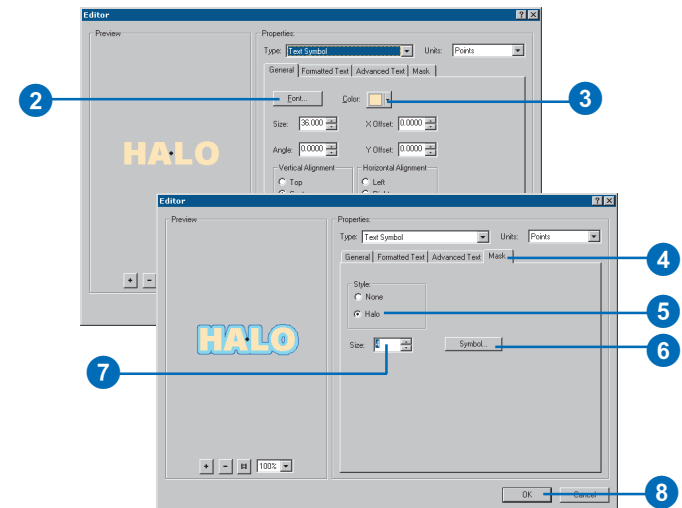 Editor
Preview
Properties:
Type: Text Symbol Units: Points
General Formatted Text Advanced Text Mask
2
Font... Color:
3
Size: 36.000 X Offset: 0.0000
Angle: 0.0000 Y Offset: 0.0000
HALO
Vertical Alignment Horizontal Alignment
Top Left
+ -
Editor
Preview
Properties:
Type: Text Symbol Units: Points
General Formatted Text Advanced Text Mask
4
Style:
None
Halo
5
HALO
Size: Symbol...
6
7
+ - 100%
OK Cancel
8